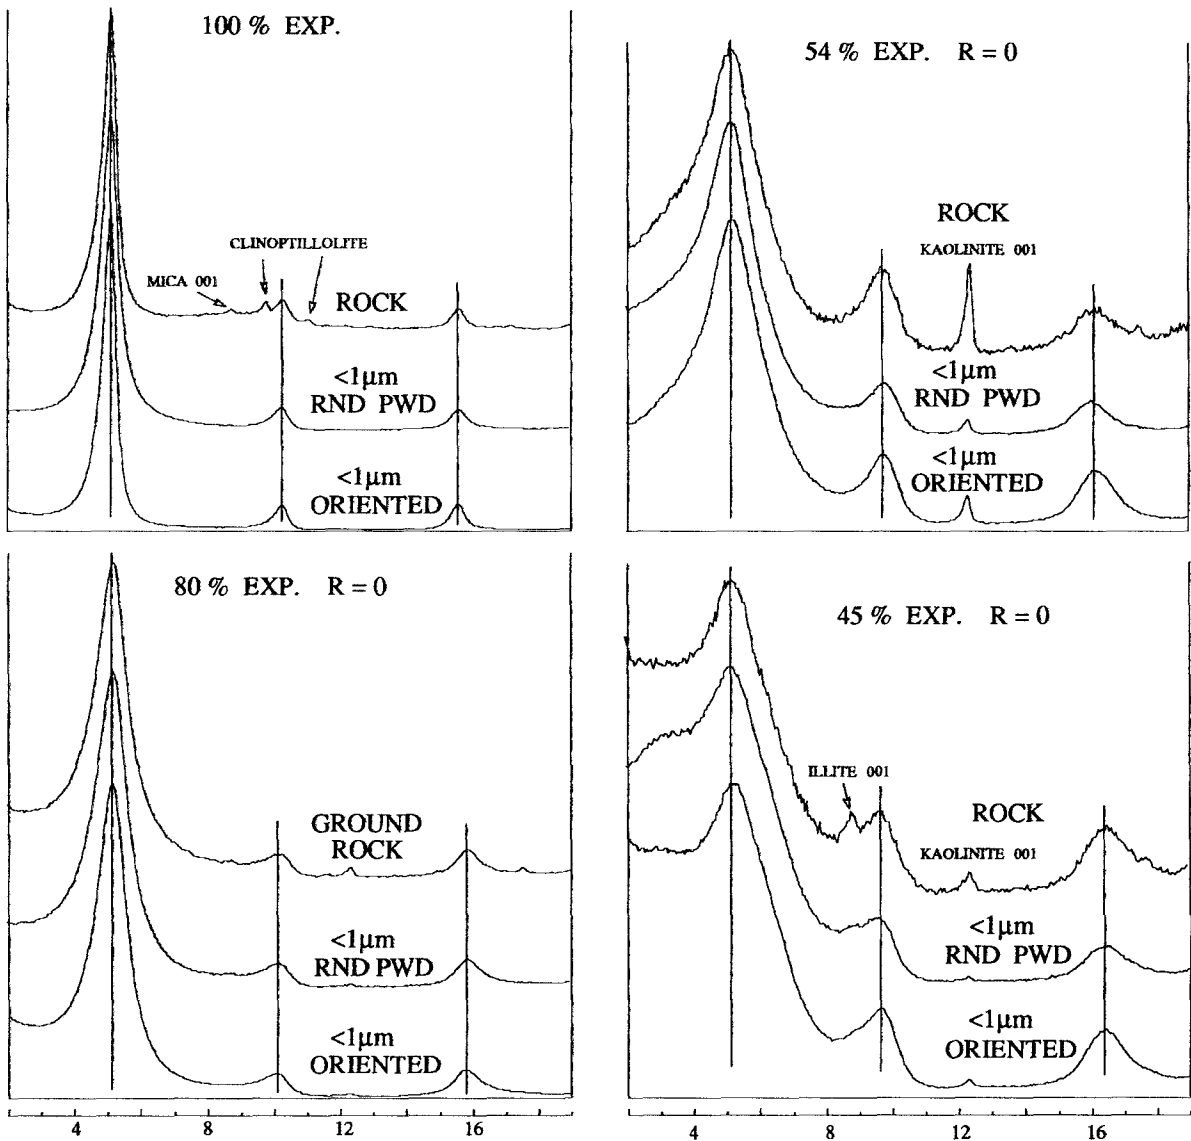 100 % EXP.
CLINOPTILLOLITE
MICA 001
ROCK
<1µm
RND PWD
<1µm
ORIENTED
54 % EXP. R = 0
ROCK
KAOLINITE 001
<1µm
RND PWD
<1µm
ORIENTED
80 % EXP. R = 0
GROUND
ROCK
<1µm
RND PWD
<1µm
ORIENTED
4 8 12 16
45 % EXP. R = 0
ILLITE 001
ROCK
KAOLINITE 001
<1µm
RND PWD
<1µm
ORIENTED
4 8 12 16